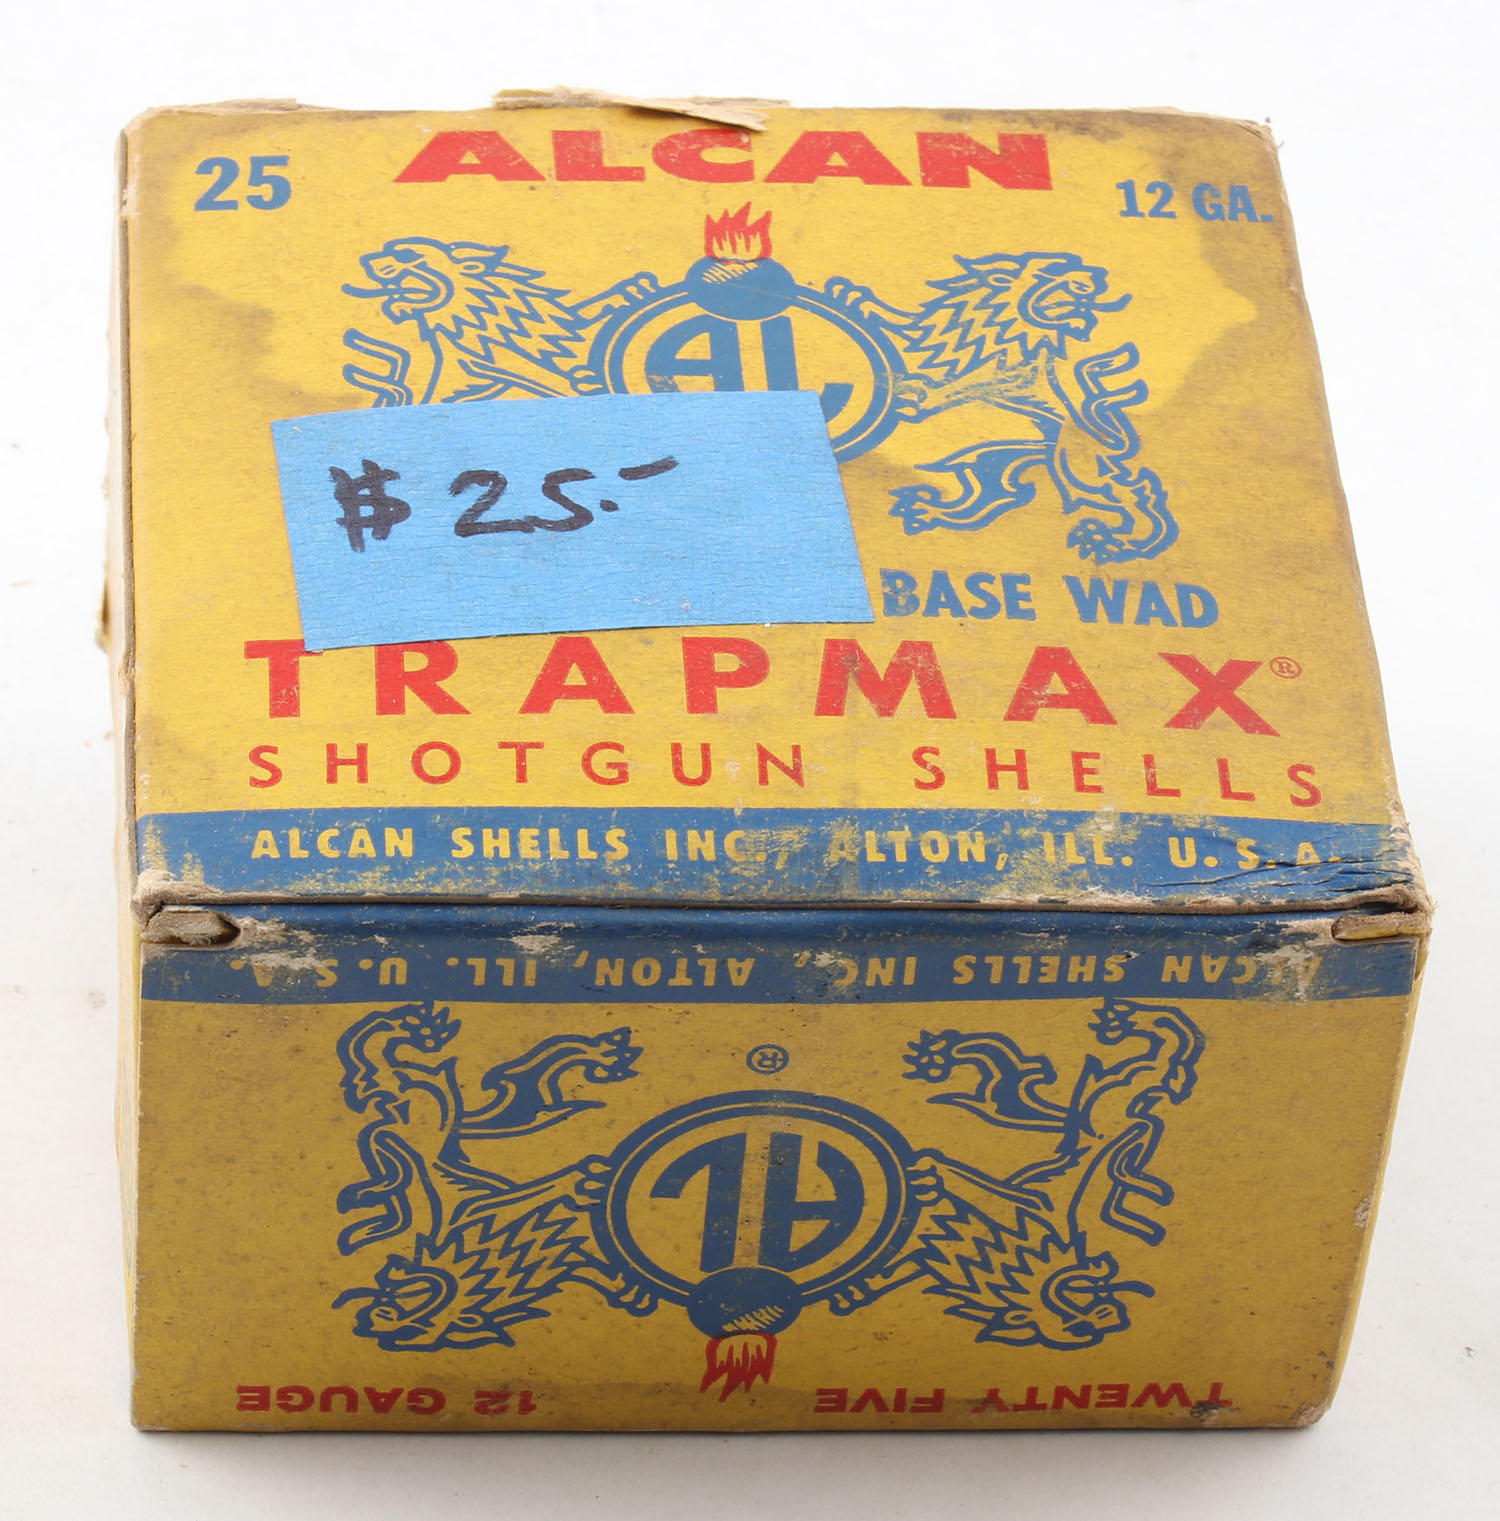 ALCAN
25
12 GA.
AL
$ 25.-
BASE WAD
TRAPMAX®
SHOTGUN SHELLS
ALCAN SHELLS INC., ALTON, ILL. U.S.A.
ALCAN SHELLS INC., ALTON, ILL. U.S.A.
®
AL
TWENTY FIVE 12 GAUGE